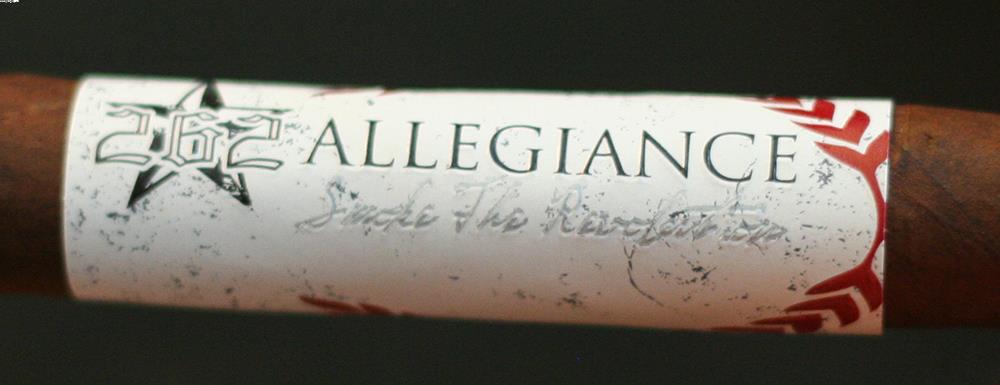 262 ALLEGIANCE
Smoke The Revolution